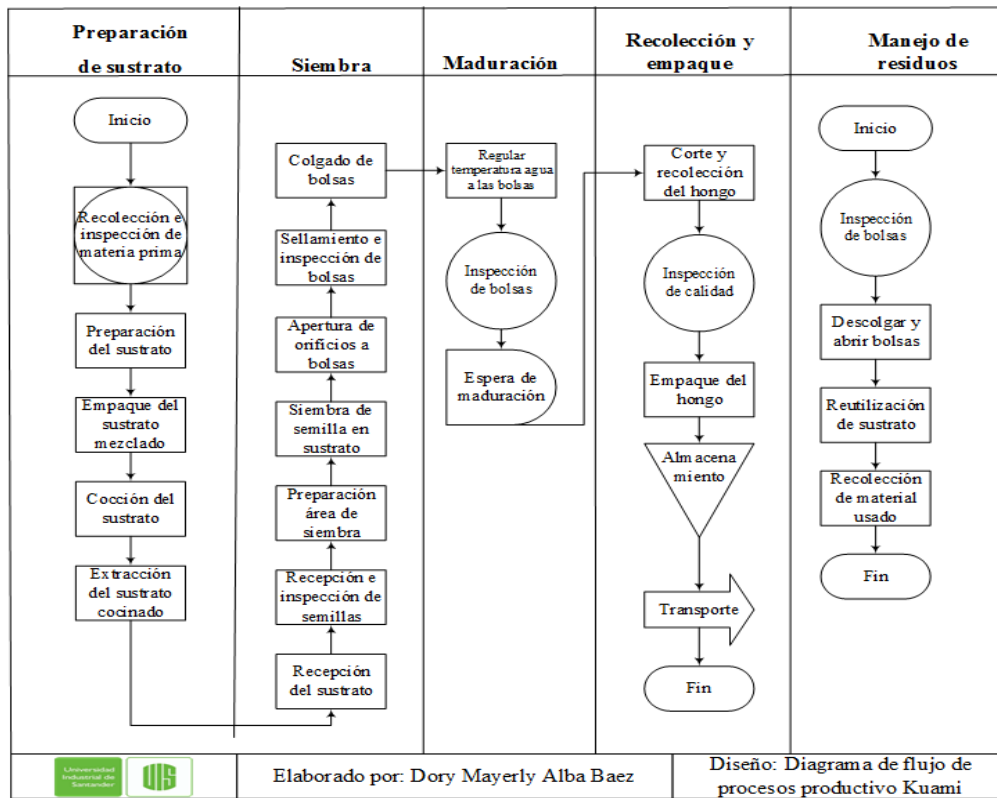 Preparación
de sustrato
Siembra
Maduración
Recolección y
empaque
Manejo de
residuos
Inicio
Recolección e
inspección de
materia prima
Preparación
del sustrato
Empaque del
sustrato
mezclado
Cocción del
sustrato
Extracción
del sustrato
cocinado
Colgado de
bolsas
Sellamiento e
inspección de
bolsas
Apertura de
orificios a
bolsas
Siembra de
semilla en
sustrato
Preparación
área de
siembra
Recepción e
inspección de
semillas
Recepción
del sustrato
Regular
temperatura agua
a las bolsas
Inspección
de bolsas
Espera de
maduración
Corte y
recolección
del hongo
Inspección
de calidad
Empaque del
hongo
Almacena
miento
Transporte
Fin
Inicio
Inspección
de bolsas
Descolgar y
abrir bolsas
Reutilización
de sustrato
Recolección
de material
usado
Fin
Universidad
Industrial de
Santander
UIS
Elaborado por: Dory Mayerly Alba Baez
Diseño: Diagrama de flujo de
procesos productivo Kuami